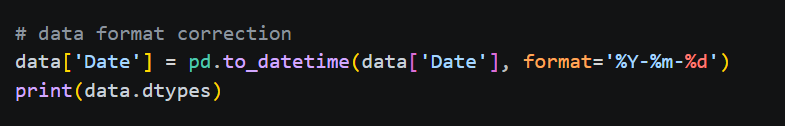 # data format correction
data['Date'] = pd.to_datetime(data['Date'], format='%Y-%m-%d')
print(data.dtypes)